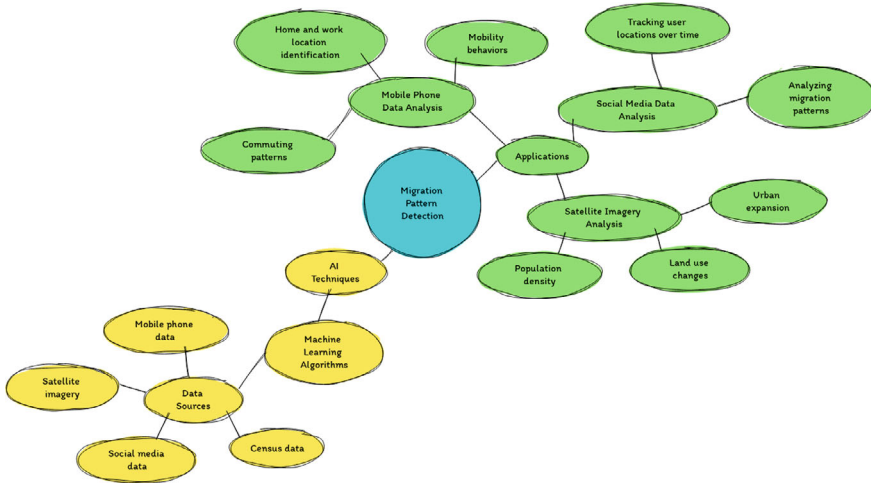 Home and work
location
identification
Mobility
behaviors
Tracking user
locations over time
Mobile Phone
Data Analysis
Social Media Data
Analysis
Analyzing
migration
patterns
Commuting
patterns
Applications
Migration
Pattern
Detection
Satellite Imagery
Analysis
Urban
expansion
Population
density
Land use
changes
AI
Techniques
Machine
Learning
Algorithms
Mobile phone
data
Satellite
imagery
Data
Sources
Social media
data
Census data